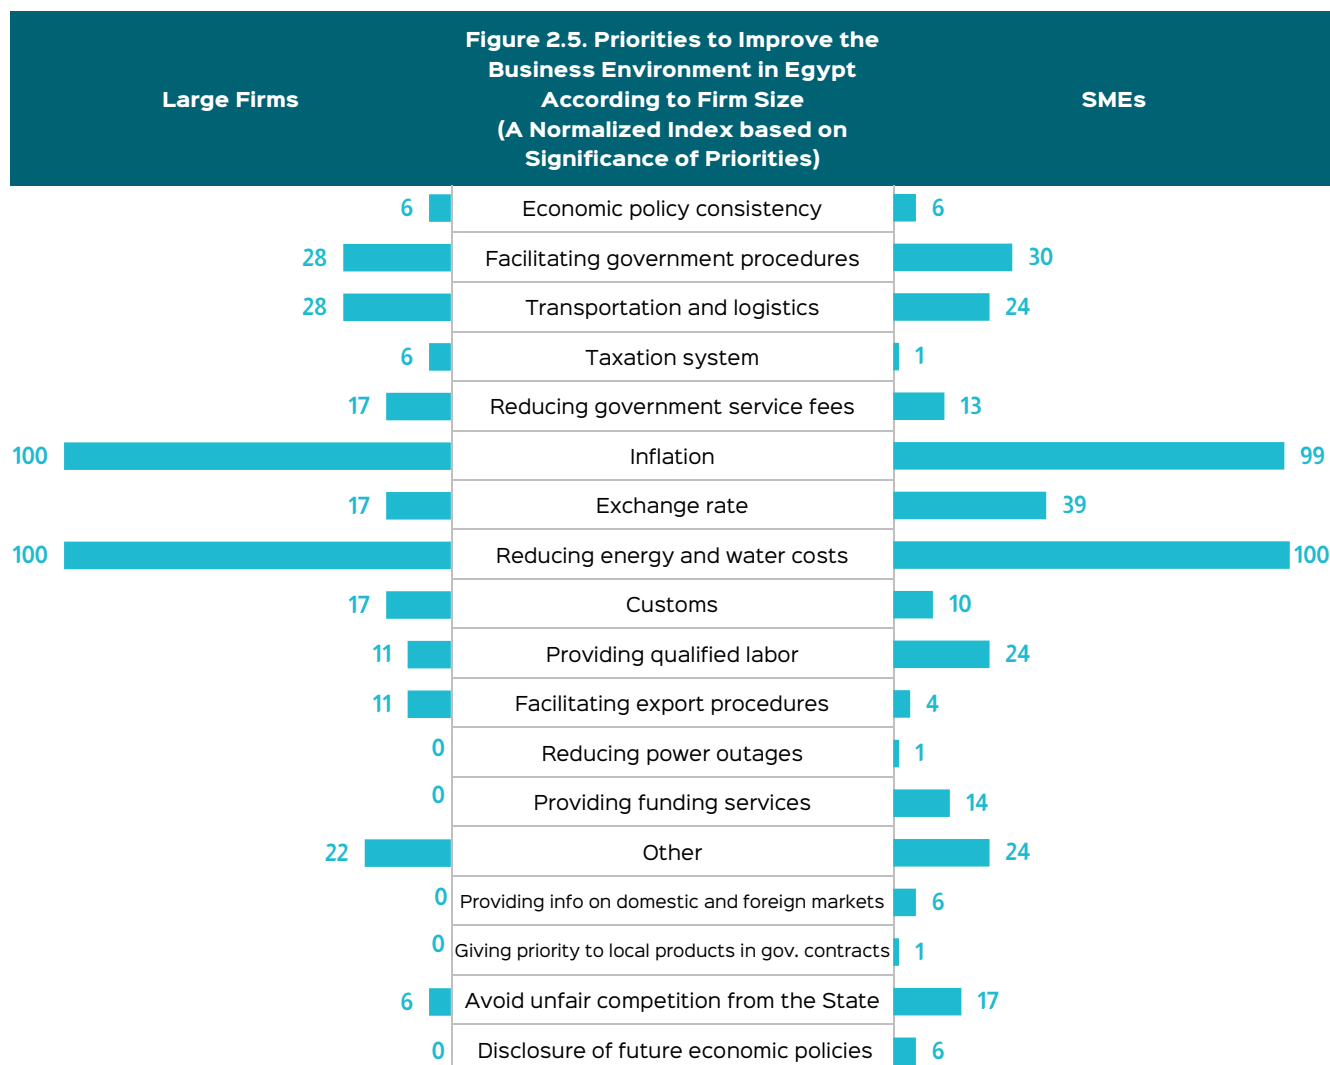 Large Firms
Figure 2.5. Priorities to Improve the
Business Environment in Egypt
According to Firm Size
(A Normalized Index based on
Significance of Priorities)
SMEs
6 Economic policy consistency 6
28 Facilitating government procedures 30
28 Transportation and logistics 24
6 Taxation system 1
17 Reducing government service fees 13
100 Inflation 99
17 Exchange rate 39
100 Reducing energy and water costs 100
17 Customs 10
11 Providing qualified labor 24
11 Facilitating export procedures 4
0 Reducing power outages 1
0 Providing funding services 14
22 Other 24
0 Providing info on domestic and foreign markets 6
0 Giving priority to local products in gov. contracts 1
6 Avoid unfair competition from the State 17
0 Disclosure of future economic policies 6